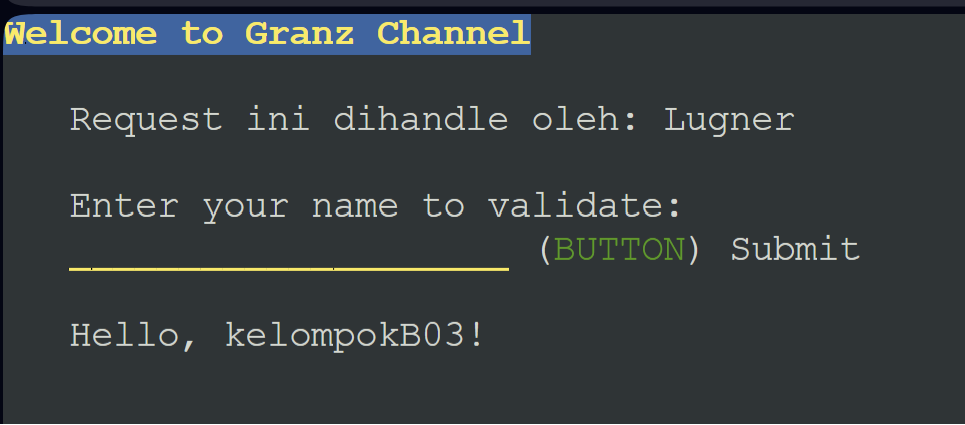 Welcome to Granz Channel
Request ini dihandle oleh: Lugner
Enter your name to validate:
____________________ (BUTTON) Submit
Hello, kelompokB03!